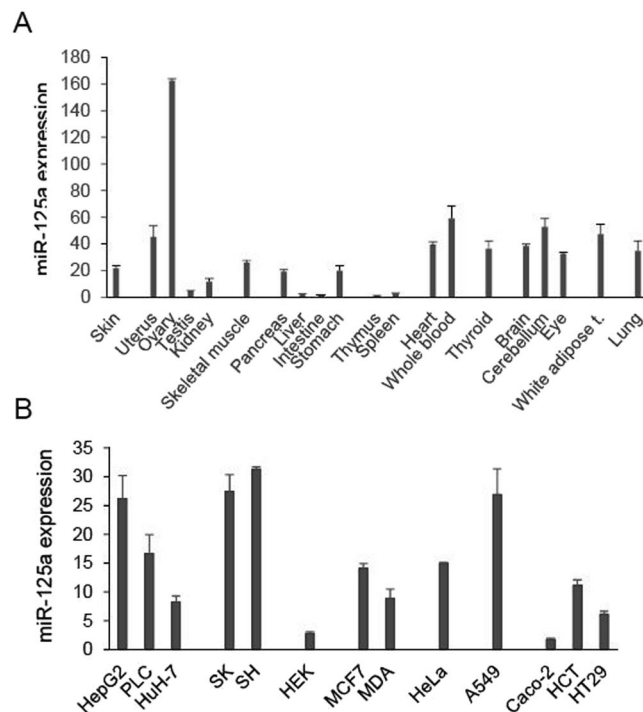 A
miR-125a expression
180
160
140
120
100
80
60
40
20
0
Skin
Uterus
Ovary
Testis
Kidney
Skeletal muscle
Pancreas
Liver
Intestine
Stomach
Thymus
Spleen
Heart
Whole blood
Thyroid
Brain
Cerebellum
Eye
White adipose t.
Lung
B
miR-125a expression
35
30
25
20
15
10
5
0
HepG2
PLC
HuH-7
SK
SH
HEK
MCF7
MDA
HeLa
A549
Caco-2
HCT
HT29